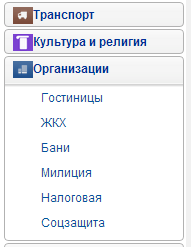 Транспорт
Культура и религия
Организации
Гостиницы
ЖКХ
Бани
Милиция
Налоговая
Соцзащита